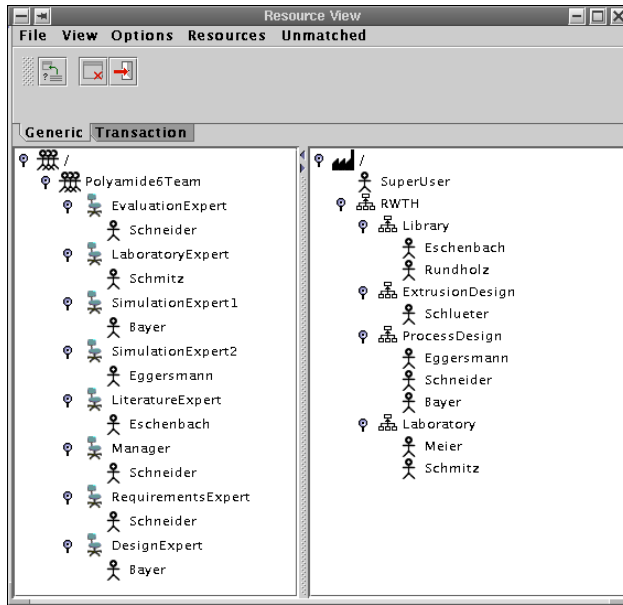 Resource View
File View Options Resources Unmatched
Generic Transaction
/
Polyamide6Team
EvaluationExpert
Schneider
LaboratoryExpert
Schmitz
SimulationExpert1
Bayer
SimulationExpert2
Eggersmann
LiteratureExpert
Eschenbach
Manager
Schneider
RequirementsExpert
Schneider
DesignExpert
Bayer
/
SuperUser
RWTH
Library
Eschenbach
Rundholz
ExtrusionDesign
Schlueter
ProcessDesign
Eggersmann
Schneider
Bayer
Laboratory
Meier
Schmitz